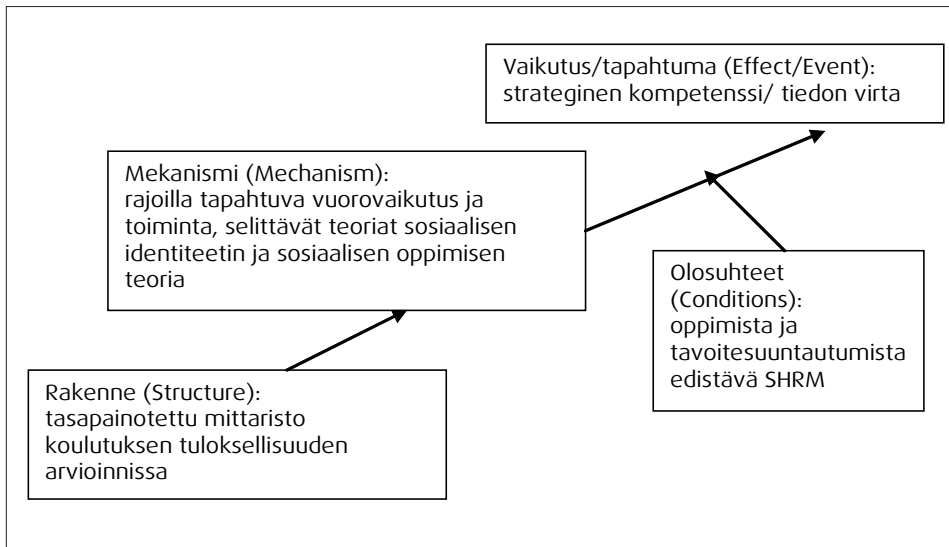 Vaikutus/tapahtuma (Effect/Event):
strateginen kompetenssi/ tiedon virta
Mekanismi (Mechanism):
rajoilla tapahtuva vuorovaikutus ja
toiminta, selittävät teoriat sosiaalisen
identiteetin ja sosiaalisen oppimisen
teoria
Olosuhteet
(Conditions):
oppimista ja
tavoitesuuntautumista
edistävä SHRM
Rakenne (Structure):
tasapainotettu mittaristo
koulutuksen tuloksellisuuden
arvioinnissa